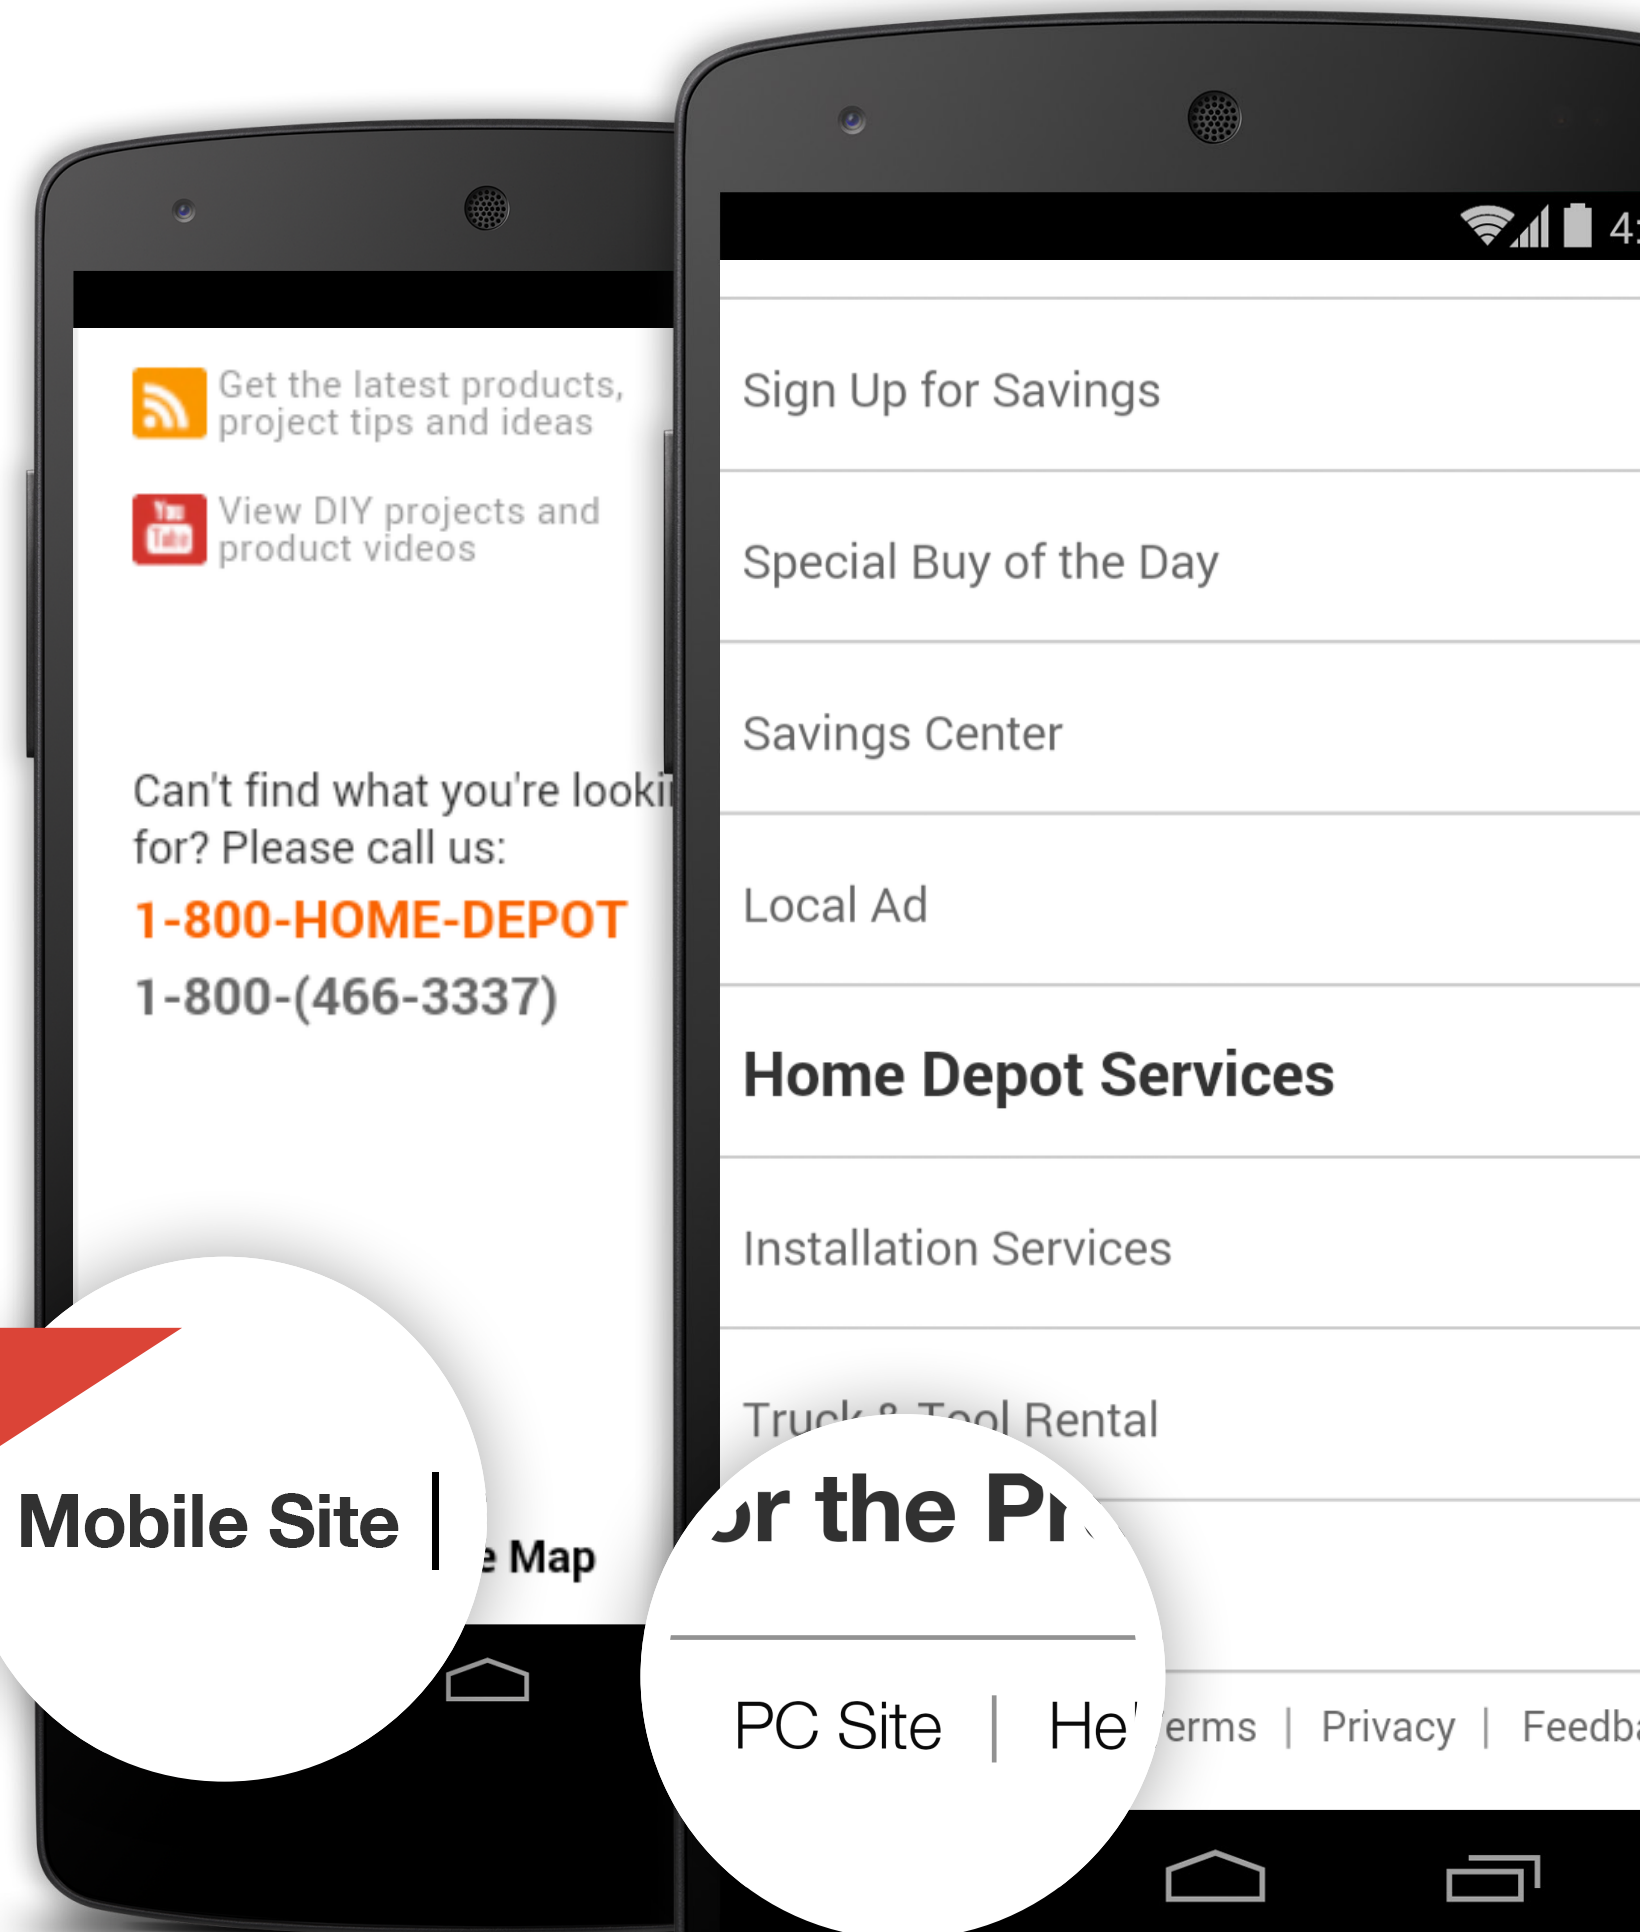 Get the latest products,
project tips and ideas
You
Tube
View DIY projects and
product videos
Can't find what you're
for? Please call us:
1-800-HOME-DEPOT
1-800-(466-3337)
Mobile Site |
Map
Sign Up for Savings
Special Buy of the Day
Savings Center
Local Ad
Home Depot Services
Installation Services
Truck & Tool Rental
the
PC Site |
| Privacy |